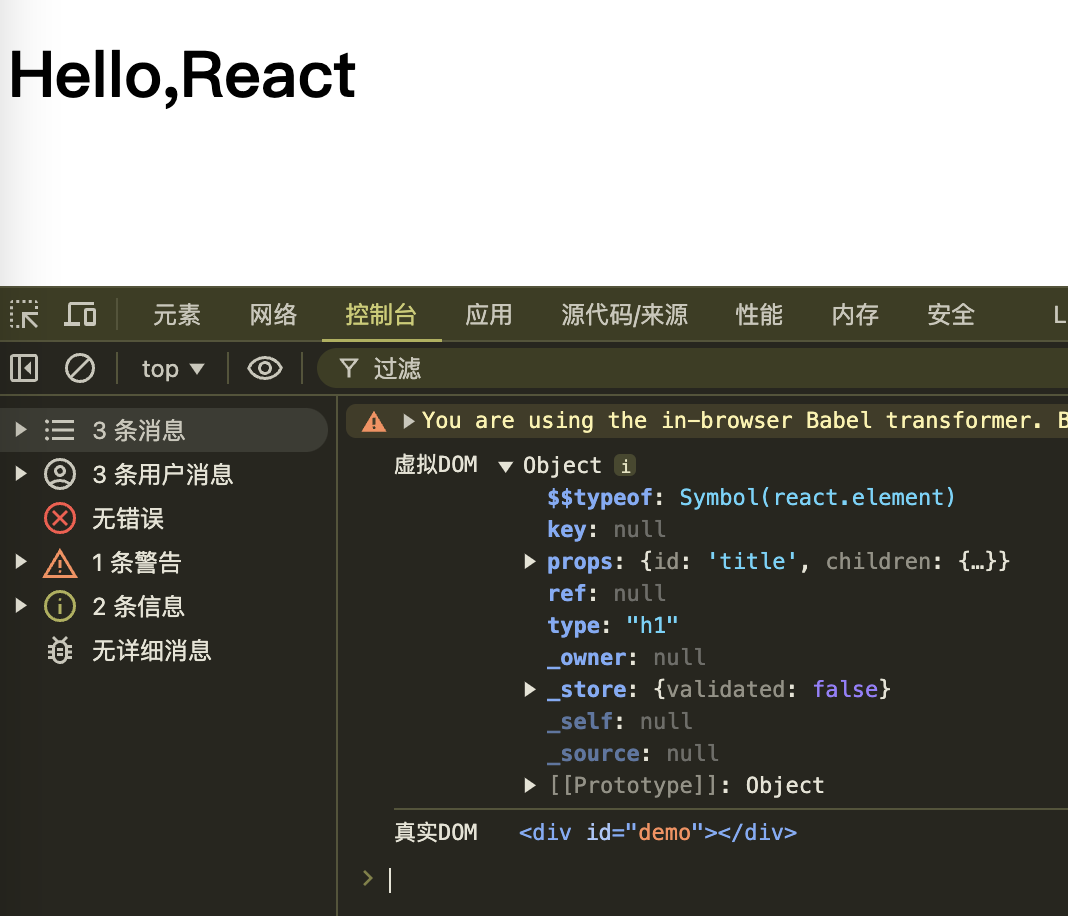 Hello,React
元素 网络 控制台 应用 源代码/来源 性能 内存 安全 L
top 过滤
3 条消息
3 条用户消息
无错误
1 条警告
2 条信息
无详细消息
You are using the in-browser Babel transformer. B
虚拟DOM Object i
$$typeof: Symbol(react.element)
key: null
props: {id: 'title', children: {…}}
ref: null
type: "h1"
_owner: null
_store: {validated: false}
_self: null
_source: null
[[Prototype]]: Object
真实DOM <div id="demo"></div>